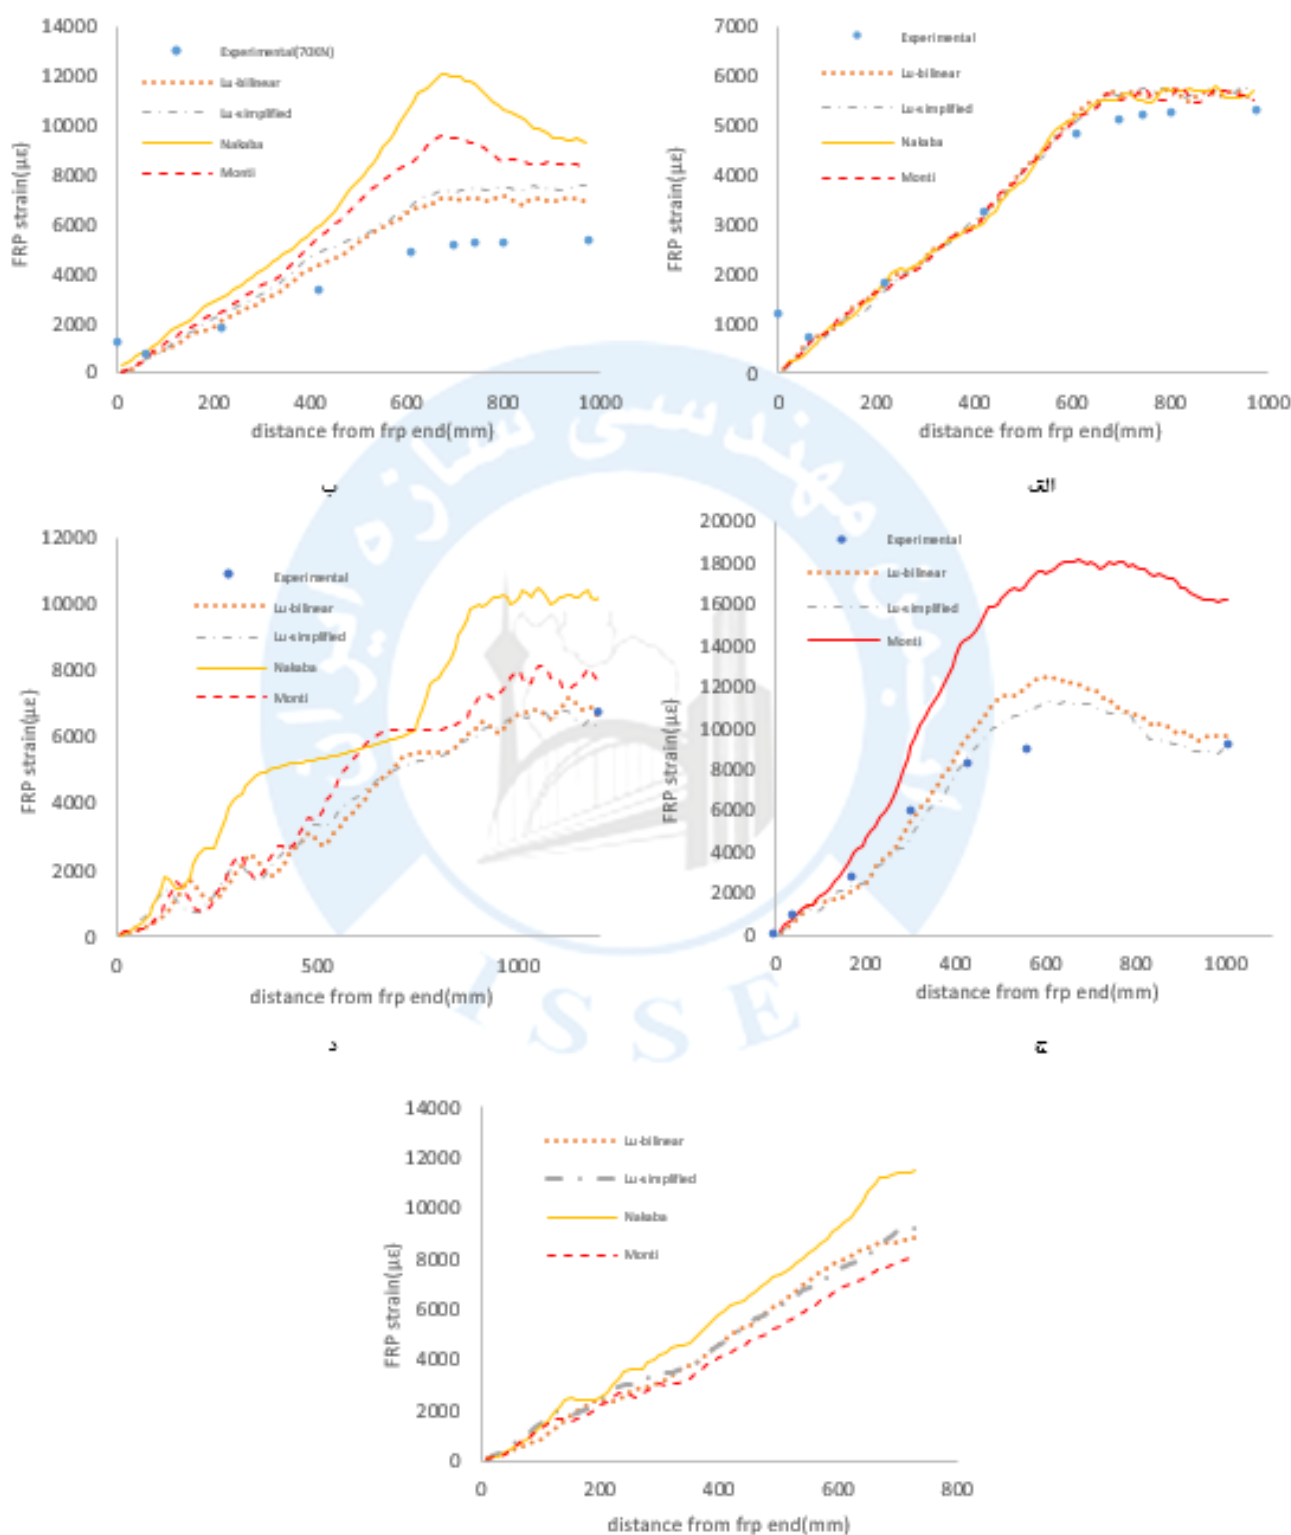 14000
12000
10000
8000
6000
4000
2000
0
0 200 400 600 800 1000
FRP strain(με)
distance from frp end(mm)
Experimental(70KN)
Lu-bilinear
Lu-simplified
Nakaba
Monti
ب
7000
6000
5000
4000
3000
2000
1000
0
0 200 400 600 800 1000
FRP strain(με)
distance from frp end(mm)
Experimental
Lu-bilinear
Lu-simplified
Nakaba
Monti
الف
12000
10000
8000
6000
4000
2000
0
0 500 1000
FRP strain(με)
distance from frp end(mm)
Experimental
Lu-bilinear
Lu-simplified
Nakaba
Monti
د
20000
18000
16000
14000
12000
10000
8000
6000
4000
2000
0
0 200 400 600 800 1000
FRP strain(με)
distance from frp end(mm)
Experimental
Lu-bilinear
Lu-simplified
Monti
ج
14000
12000
10000
8000
6000
4000
2000
0
0 200 400 600 800
FRP strain(με)
distance from frp end(mm)
Lu-bilinear
Lu-simplified
Nakaba
Monti
انجمن مهندسی سازه ایران
ISSE